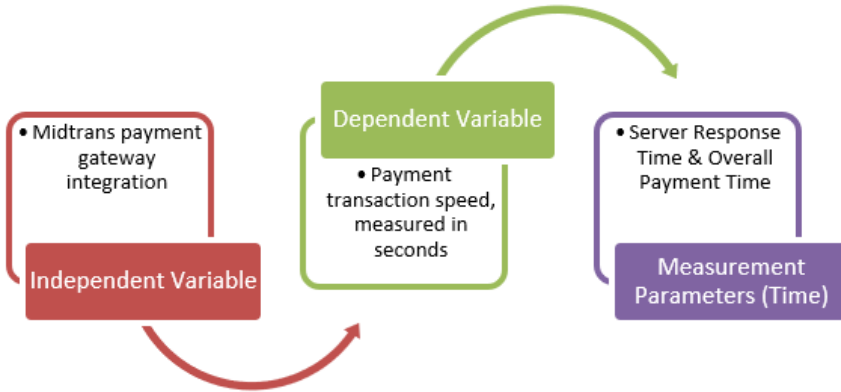 • Midtrans payment
gateway
integration
Independent Variable
Dependent Variable
• Payment
transaction speed,
measured in
seconds
• Server Response
Time & Overall
Payment Time
Measurement
Parameters (Time)